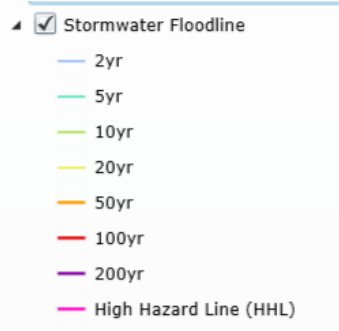 Stormwater Floodline
2yr
5yr
10yr
20yr
50yr
100yr
200yr
High Hazard Line (HHL)